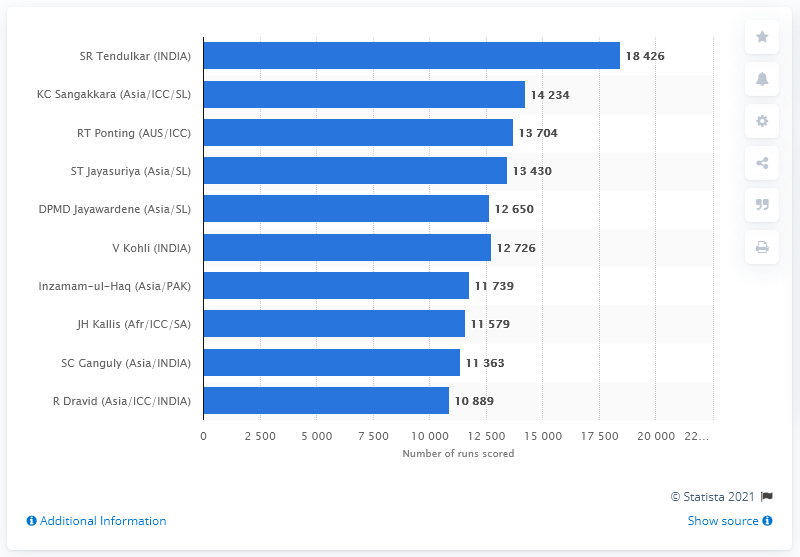 SR Tendulkar (INDIA) 18 426
KC Sangakkara (Asia/ICC/SL) 14 234
RT Ponting (AUS/ICC) 13 704
ST Jayasuriya (Asia/SL) 13 430
DPMD Jayawardene (Asia/SL) 12 650
V Kohli (INDIA) 12 726
Inzamam-ul-Haq (Asia/PAK) 11 739
JH Kallis (Afr/ICC/SA) 11 579
SC Ganguly (Asia/INDIA) 11 363
R Dravid (Asia/ICC/INDIA) 10 889
0 2 500 5 000 7 500 10 000 12 500 15 000 17 500 20 000 22...
Number of runs scored
© Statista 2021
Additional Information Show source